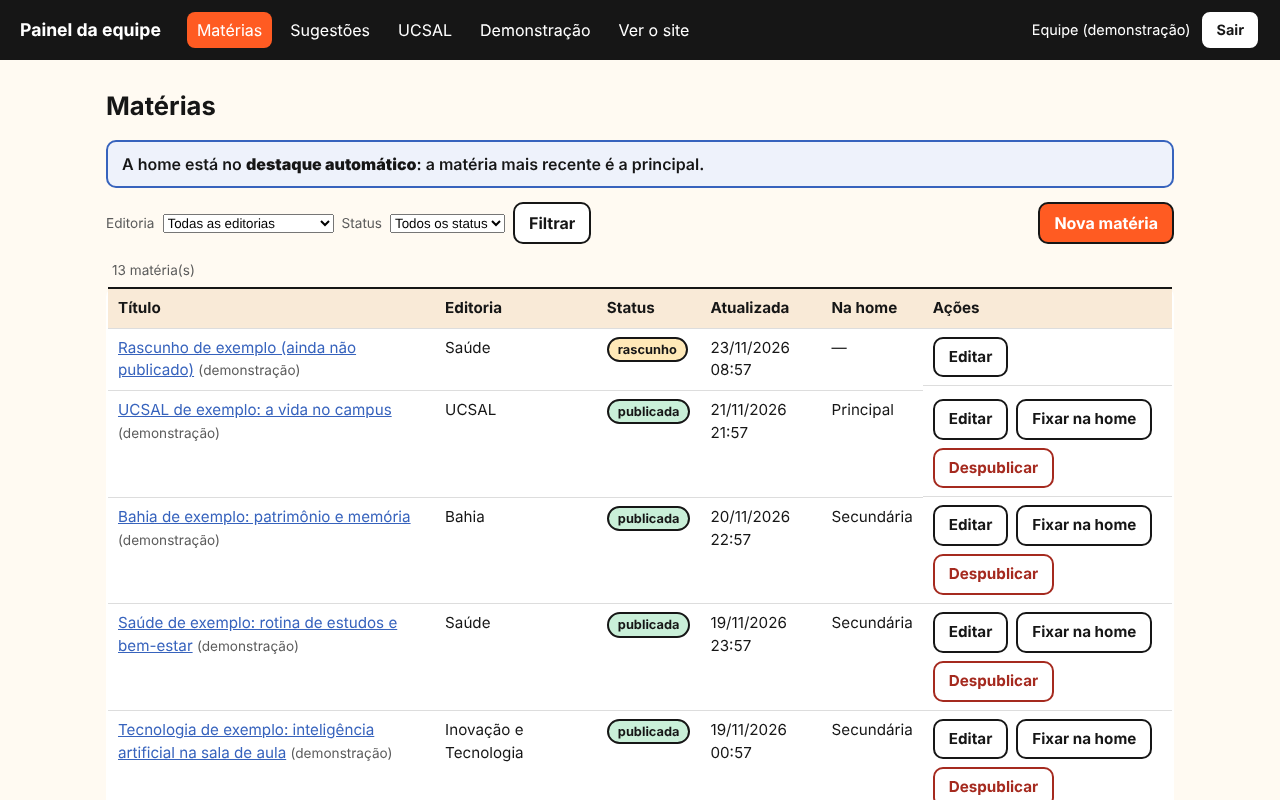 Painel da equipe Matérias Sugestões UCSAL Demonstração Ver o site Equipe (demonstração) Sair
Matérias
A home está no destaque automático: a matéria mais recente é a principal.
Editoria Todas as editorias Status Todos os status Filtrar Nova matéria
13 matéria(s)
Título Editoria Status Atualizada Na home Ações
Rascunho de exemplo (ainda não publicado) (demonstração) Saúde rascunho 23/11/2026 08:57 — Editar
UCSAL de exemplo: a vida no campus (demonstração) UCSAL publicada 21/11/2026 21:57 Principal Editar Fixar na home Despublicar
Bahia de exemplo: patrimônio e memória (demonstração) Bahia publicada 20/11/2026 22:57 Secundária Editar Fixar na home Despublicar
Saúde de exemplo: rotina de estudos e bem-estar (demonstração) Saúde publicada 19/11/2026 23:57 Secundária Editar Fixar na home Despublicar
Tecnologia de exemplo: inteligência artificial na sala de aula (demonstração) Inovação e Tecnologia publicada 19/11/2026 00:57 Secundária Editar Fixar na home Despublicar